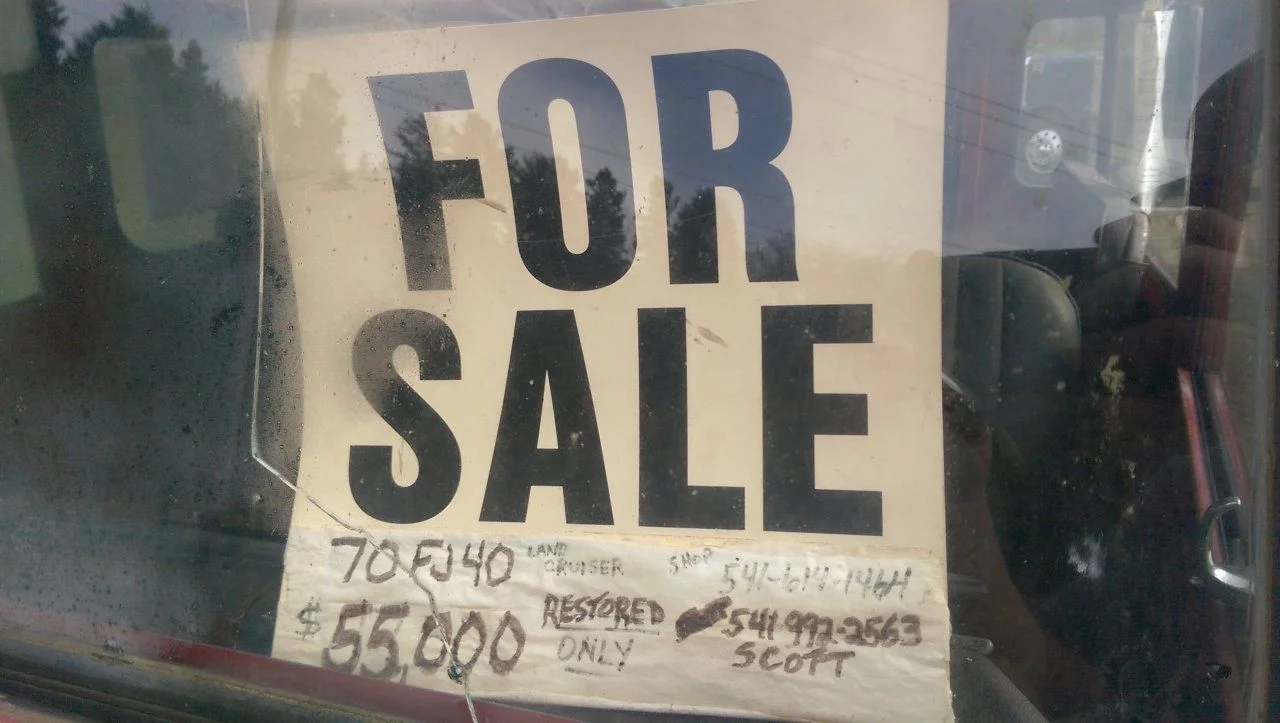 FOR
SALE
70 FJ40 LAND CRUISER SHOP 541-614-1464
$55,000 RESTORED ONLY 541-992-2563
SCOTT